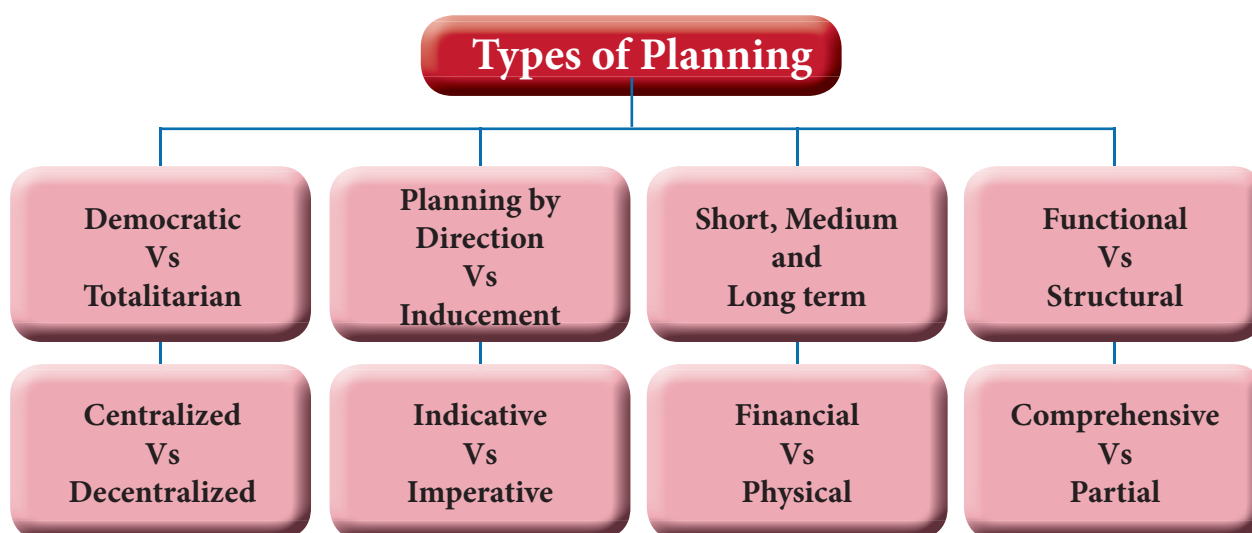 Types of Planning
Democratic
Vs
Totalitarian
Planning by
Direction
Vs
Inducement
Short, Medium
and
Long term
Functional
Vs
Structural
Centralized
Vs
Decentralized
Indicative
Vs
Imperative
Financial
Vs
Physical
Comprehensive
Vs
Partial